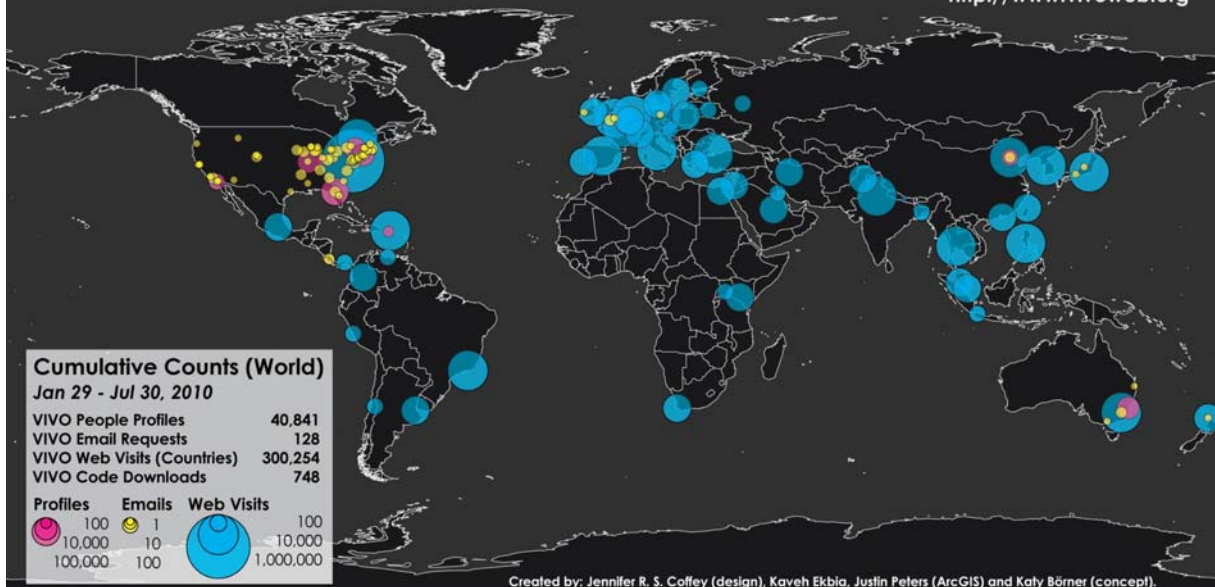 Cumulative Counts (World)
Jan 29 - Jul 30, 2010
VIVO People Profiles 40,841
VIVO Email Requests 128
VIVO Web Visits (Countries) 300,254
VIVO Code Downloads 748
Profiles Emails Web Visits
100 1 100
10,000 10 10,000
100,000 100 1,000,000
Created by: Jennifer R. S. Coffey (design), Kaveh Ekbia, Justin Peters (ArcGIS) and Katy Börner (concept)